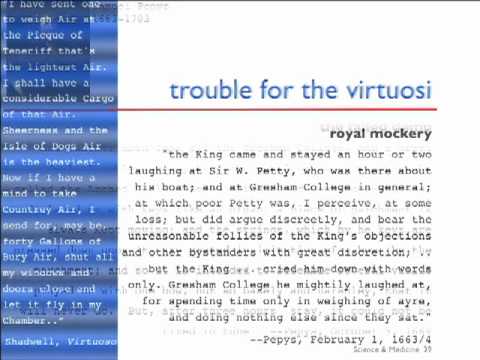 "I have sent one
to weigh Air at
the Picque of
Teneriff that's
the lightest Air.
I shall have a
considerable Cargo
of that Air.
Sheerness and the
Isle of Dogs Air
is the heaviest.
Now if I have a
mind to take
Countruy Air, I
send for, may be,
forty Gallons of
Bury Air, shut all
my windows and
doors close and
let it fly in my
Chamber.."
Shadwell, Virtuoso
trouble for the virtuosi
royal mockery
"the King came and stayed an hour or two
laughing at Sir W. Petty, who was there about
his boat; and at Gresham College in general;
at which poor Petty was, I perceive, at some
loss; but did argue discreetly, and bear the
unreasonable follies of the King's objections
and other bystanders with great discretion; ..
but the King .. cried him down with words
only. Gresham College he mightily laughed at,
for spending time only in weighing of ayre,
and doing nothing else since they sat."
--Pepys, February 1, 1663/4
Science & Medicine 39